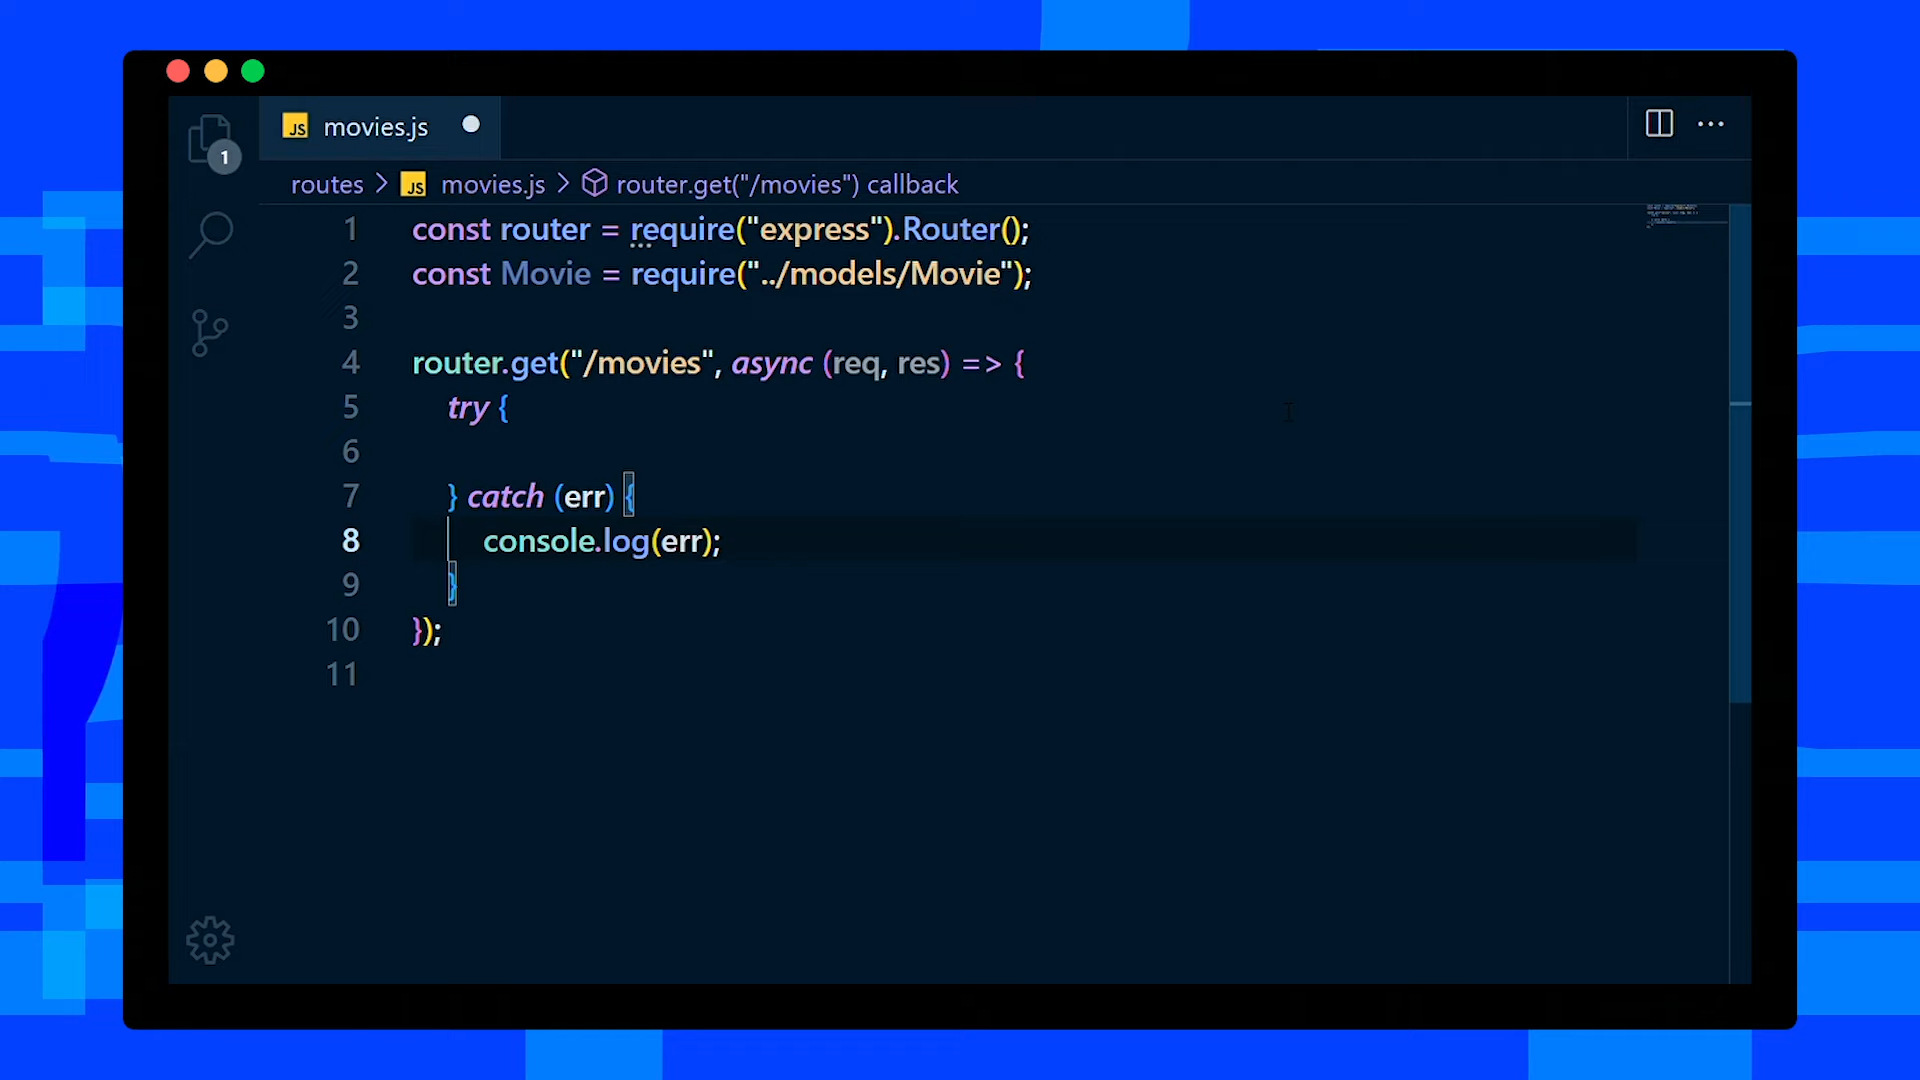 JS movies.js
1
routes > JS movies.js > router.get("/movies") callback
1 const router = require("express").Router();
2 const Movie = require("../models/Movie");
3
4 router.get("/movies", async (req, res) => {
5 try {
6
7 } catch (err) {
8 console.log(err);
9 }
10 });
11